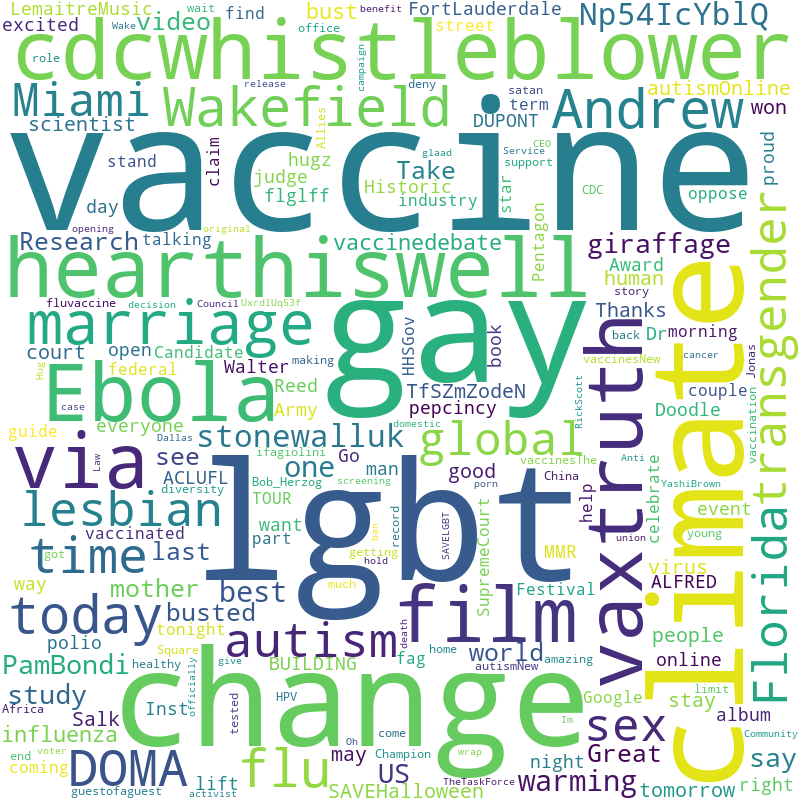 LemaitreMusic wait benefit bust FortLauderdale Np54IcYblQ
excited Wake video office find street
cdcwhistleblower
role campaign
Miami Wakefield release deny satan Andrew autismOnline
scientist term won
claim Allies glaad DUPONT CEO
vaccine
stand hugz Take Service support CDC proud
judge Historic star oppose
day flglff industry
opening original Pentagon
Research talking vaccinedebate giraffage
hearthiswell human Award
fluvaccine decision Council Uxrd1Uq53f story
marriage gay HHSGov book Thanks Dr morning
court open Candidate making back cancer Jonas
federal Walter vaccinesNew
Hug Ebola Reed TfSZmZodeN couple
case Army pepcincy RickScott Doodle
guide everyone domestic vaxtruth climate Floridatransgender
Dallas ifagiolini
stonewalluk global celebrate Anti vaccination
via see Law one Go man good vaccinesThe YashiBrown
ACLUFL Bob_Herzog screening China event
lesbian diversity TOUR porn help
want record SupremeCourt union young
vaccinated part lgbt SAVELGBT
time last got ban getting hold MMR virus
way mother best much Festival ALFRED
today busted film people
tonight death
polio Square autism home world amazing online
PamBondi healthy give BUILDING fag autismNew
study officially Inst tested HPV change Google stay limit
Africa Salk Im album Community
influenza may Oh come Champion wrap sex Great
end voter flu night say
coming DOMA lift US TheTaskForce warming right
guestofaguest activist SAVEHalloween tomorrow